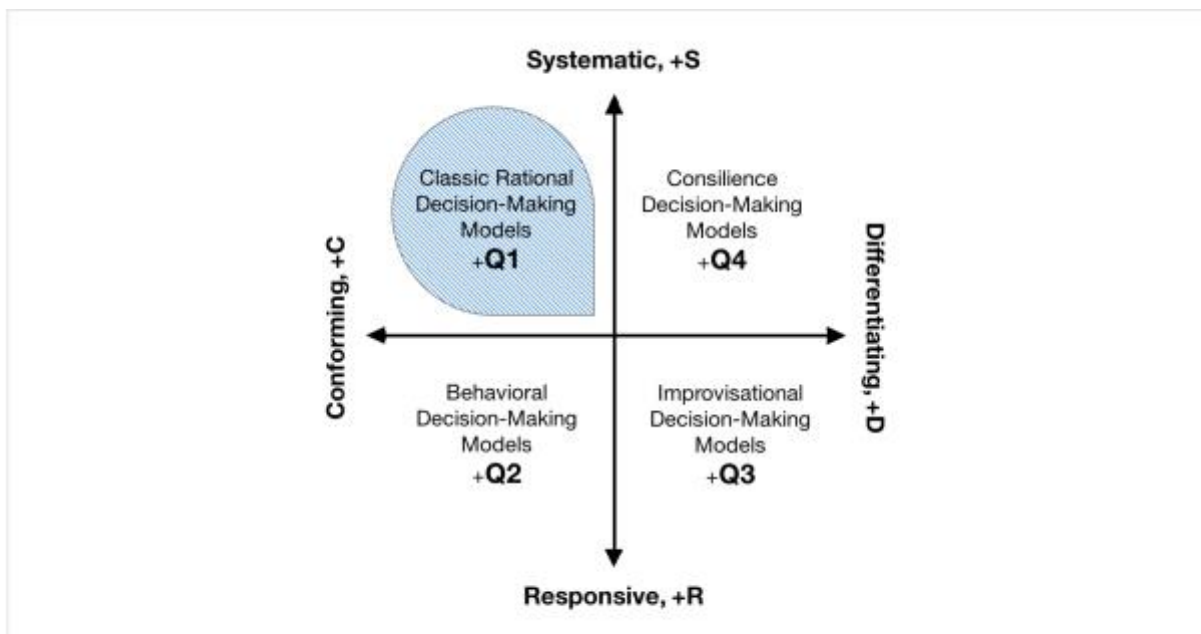 Systematic, +S
Classic Rational
Decision-Making
Models
+Q1
Consilience
Decision-Making
Models
+Q4
Conforming, +C
Differentiating, +D
Behavioral
Decision-Making
Models
+Q2
Improvisational
Decision-Making
Models
+Q3
Responsive, +R